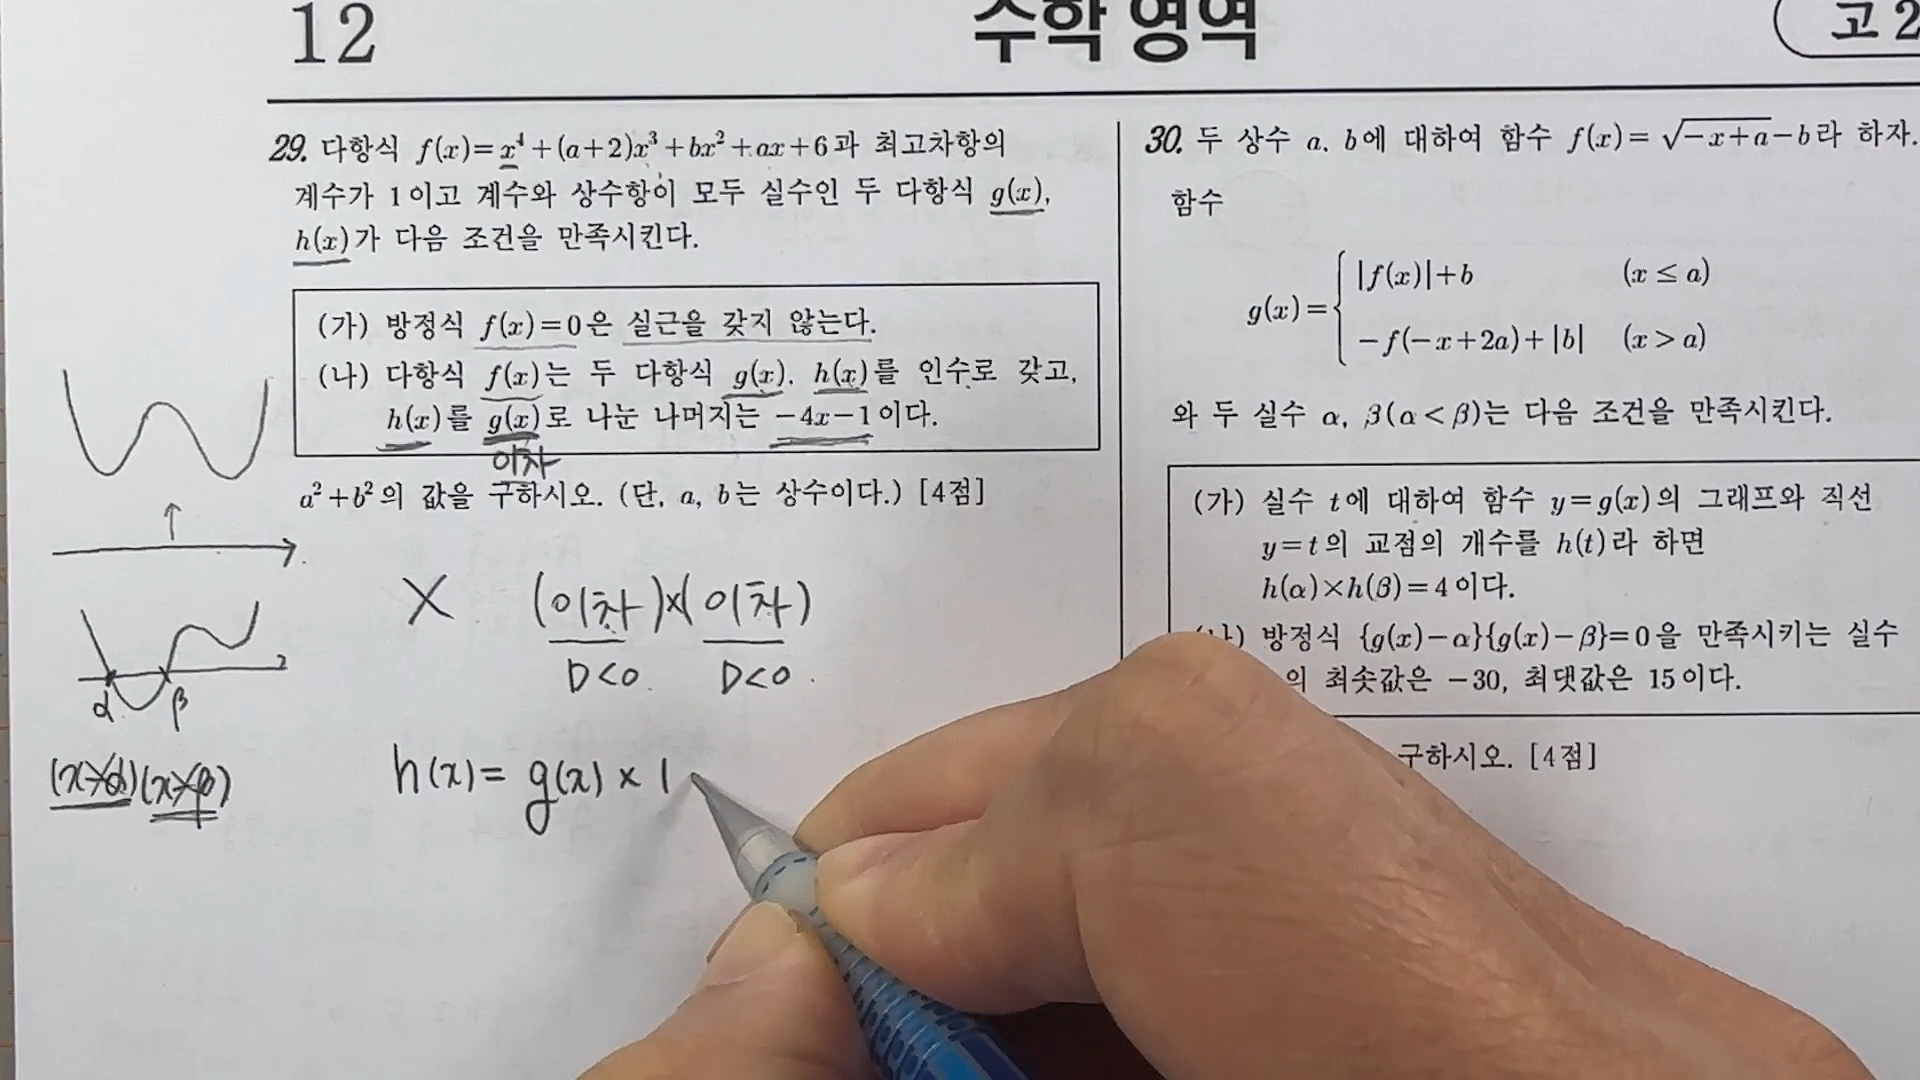 12
수학 영역
고 2
29. 다항식 f(x)=x⁴+(a+2)x³+bx²+ax+6과 최고차항의
계수가 1이고 계수와 상수항이 모두 실수인 두 다항식 g(x),
h(x)가 다음 조건을 만족시킨다.
(가) 방정식 f(x)=0은 실근을 갖지 않는다.
(나) 다항식 f(x)는 두 다항식 g(x), h(x)를 인수로 갖고,
h(x)를 g(x)로 나눈 나머지는 -4x-1이다.
이차
a²+b²의 값을 구하시오. (단, a, b는 상수이다.) [4점]
X (이차)×(이차)
D<0. D<0.
α β
(x-α)(x-β)
h(x)= g(x) × 1
30. 두 상수 a, b에 대하여 함수 f(x)=√(-x+a)-b라 하자.
함수
g(x)={ |f(x)|+b (x≤a)
-f(-x+2a)+|b| (x>a)
와 두 실수 α, β(α<β)는 다음 조건을 만족시킨다.
(가) 실수 t에 대하여 함수 y=g(x)의 그래프와 직선
y=t의 교점의 개수를 h(t)라 하면
h(α)×h(β)=4이다.
방정식 {g(x)-α}{g(x)-β}=0을 만족시키는 실수
의 최솟값은 -30, 최댓값은 15이다.
구하시오. [4점]